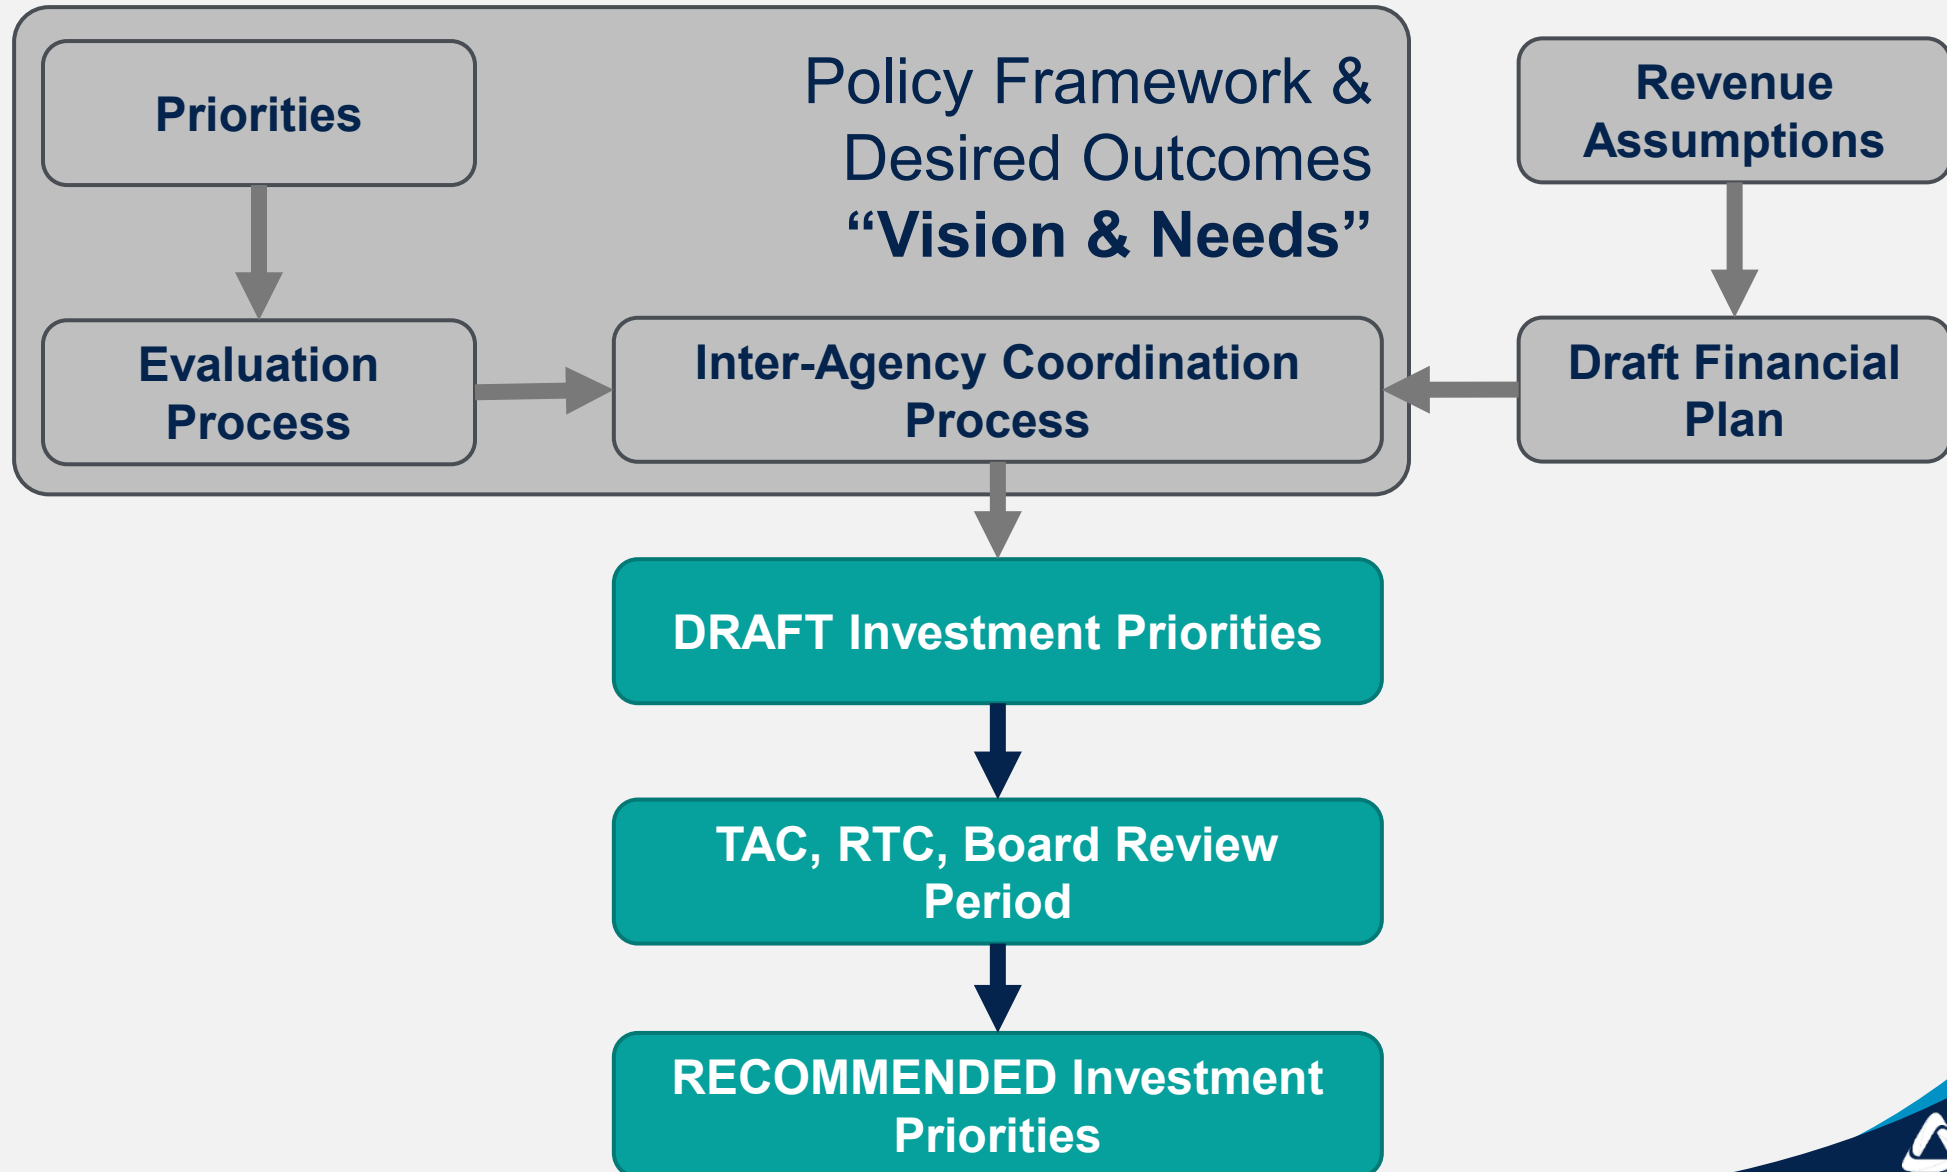 Priorities
Policy Framework &
Desired Outcomes
“Vision & Needs”
Revenue
Assumptions
Evaluation
Process
Inter-Agency Coordination
Process
Draft Financial
Plan
DRAFT Investment Priorities
TAC, RTC, Board Review
Period
RECOMMENDED Investment
Priorities